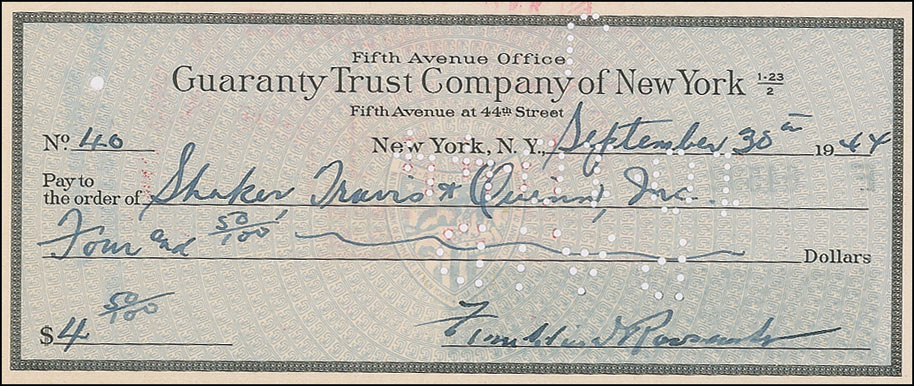 Fifth Avenue Office
Guaranty Trust Company of New York 1-23/2
Fifth Avenue at 44th Street
No. 40 New York, N. Y., September 30th 1944
Pay to the order of Shaker Travis & Quinn, Inc.
Four and 50/100 Dollars
$4 50/100 Franklin D Roosevelt